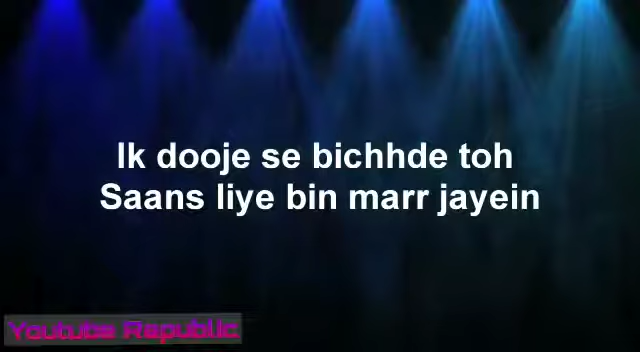 Ik dooje se bichhde toh
Saans liye bin marr jayein
Youtube Republic